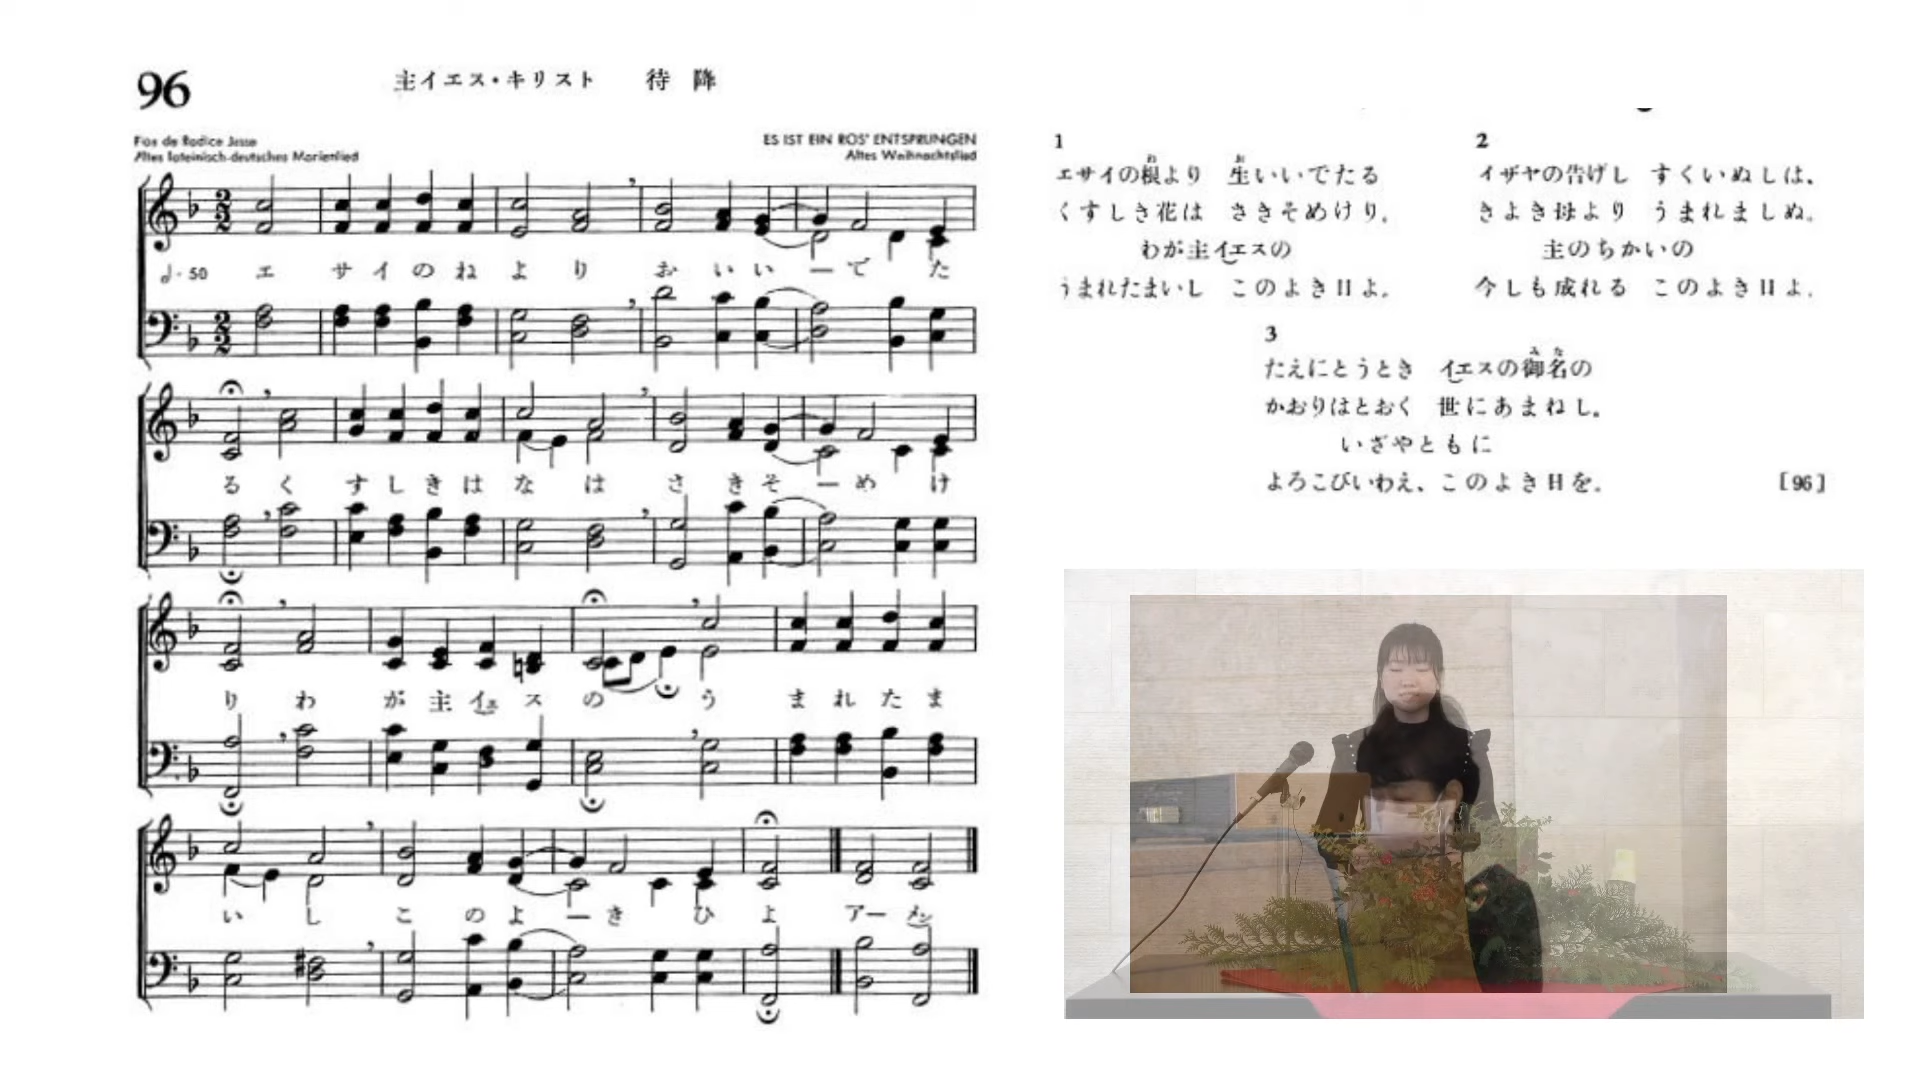 96
主イエス・キリスト 待降
Flos de Radice Jesse
Altes lateinisch-deutsches Marienlied
ES IST EIN ROS' ENTSPRUNGEN
Altes Weihnachtslied
エ サ イ の ね よ り お い い ー で た
る く す し き は な は さ き そ ー め け
り わ が 主 イエ ス の う ま れ た ま
い し こ の よ ー き ひ よ アー メン
1
エサイの根より 生いいでたる
くすしき花は さきそめけり。
わが主イエスの
うまれたまいし このよき日よ。
2
イザヤの告げし すくいぬしは、
きよき母より うまれましぬ。
主のちかいの
今しも成れる このよき日よ。
3
たえにとうとき イエスの御名の
かおりはとおく 世にあまねし。
いざやともに
よろこびいわえ、このよき日を。
[96]